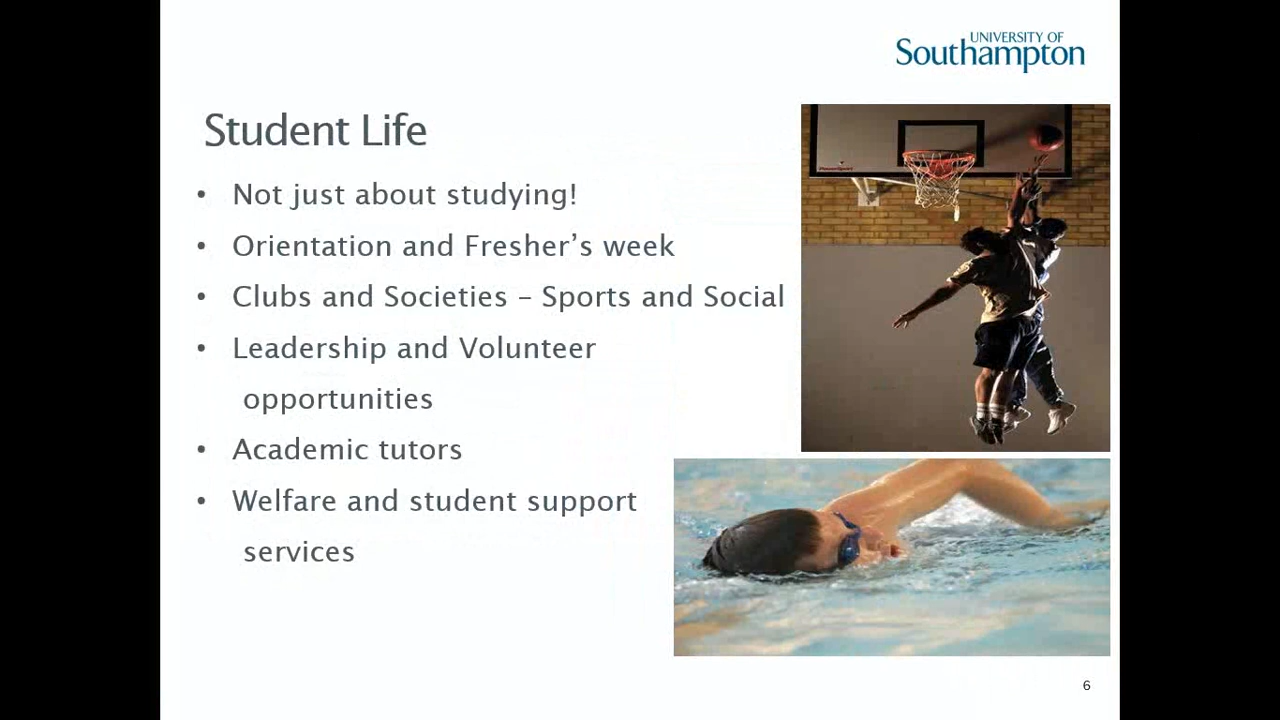 UNIVERSITY OF
Southampton
Student Life
• Not just about studying!
• Orientation and Fresher’s week
• Clubs and Societies – Sports and Social
• Leadership and Volunteer
opportunities
• Academic tutors
• Welfare and student support
services
6